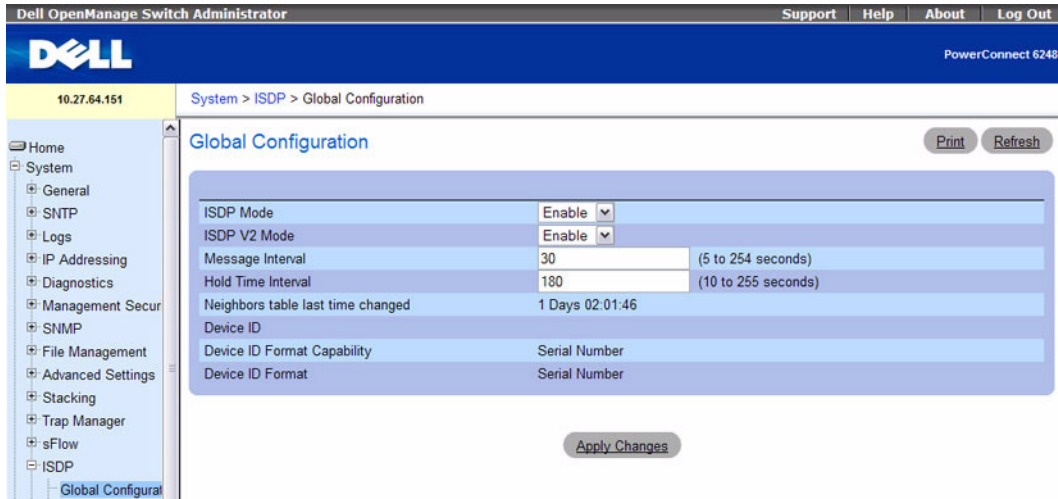 Dell OpenManage Switch Administrator
Support Help About Log Out
DELL
PowerConnect 6248
10.27.64.151
System > ISDP > Global Configuration
Home
System
General
SNTP
Logs
IP Addressing
Diagnostics
Management Secur
SNMP
File Management
Advanced Settings
Stacking
Trap Manager
sFlow
ISDP
Global Configurat
Global Configuration
Print Refresh
ISDP Mode Enable
ISDP V2 Mode Enable
Message Interval 30 (5 to 254 seconds)
Hold Time Interval 180 (10 to 255 seconds)
Neighbors table last time changed 1 Days 02:01:46
Device ID
Device ID Format Capability Serial Number
Device ID Format Serial Number
Apply Changes